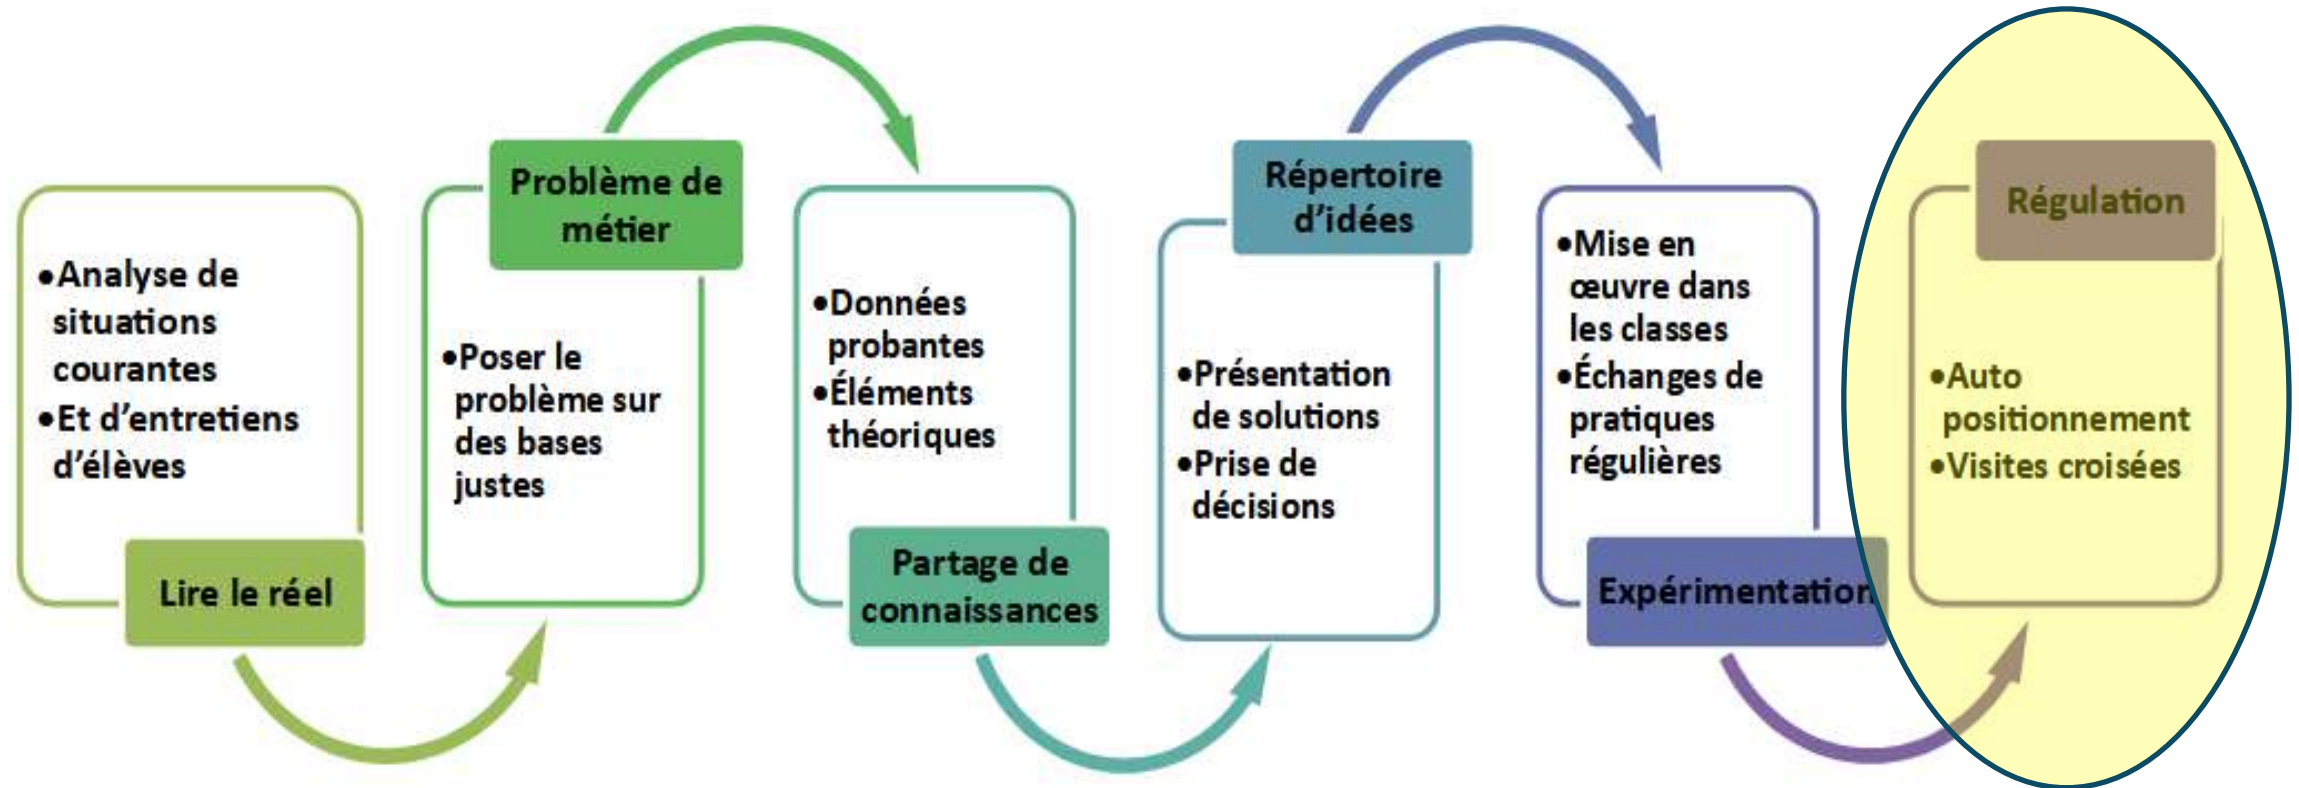 •Analyse de
situations
courantes
•Et d’entretiens
d’élèves
Lire le réel
Problème de
métier
•Poser le
problème sur
des bases
justes
•Données
probantes
•Éléments
théoriques
Partage de
connaissances
Répertoire
d’idées
•Présentation
de solutions
•Prise de
décisions
•Mise en
œuvre dans
les classes
•Échanges de
pratiques
régulières
Expérimentation
Régulation
•Auto
positionnement
•Visites croisées